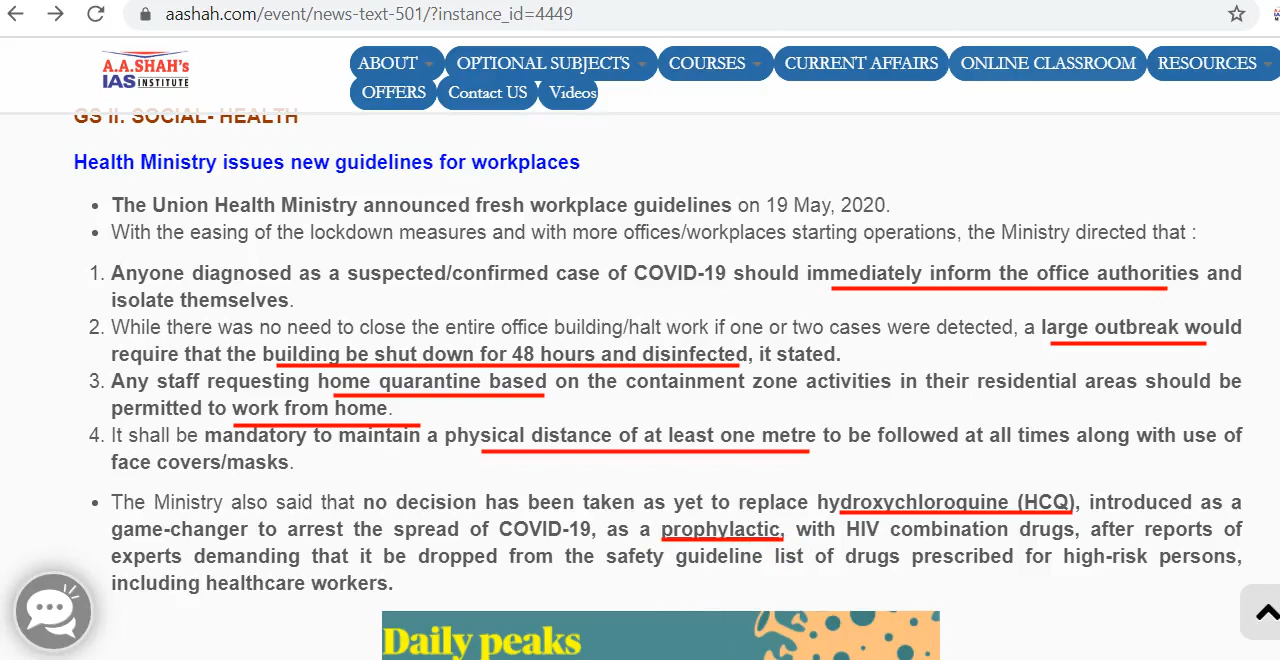 aashah.com/event/news-text-501/?instance_id=4449
A.A.SHAH's
IAS INSTITUTE
ABOUT OPTIONAL SUBJECTS COURSES CURRENT AFFAIRS ONLINE CLASSROOM RESOURCES
OFFERS Contact US Videos
GS II: SOCIAL- HEALTH
Health Ministry issues new guidelines for workplaces
• The Union Health Ministry announced fresh workplace guidelines on 19 May, 2020.
• With the easing of the lockdown measures and with more offices/workplaces starting operations, the Ministry directed that :
1. Anyone diagnosed as a suspected/confirmed case of COVID-19 should immediately inform the office authorities and
isolate themselves.
2. While there was no need to close the entire office building/halt work if one or two cases were detected, a large outbreak would
require that the building be shut down for 48 hours and disinfected, it stated.
3. Any staff requesting home quarantine based on the containment zone activities in their residential areas should be
permitted to work from home.
4. It shall be mandatory to maintain a physical distance of at least one metre to be followed at all times along with use of
face covers/masks.
• The Ministry also said that no decision has been taken as yet to replace hydroxychloroquine (HCQ), introduced as a
game-changer to arrest the spread of COVID-19, as a prophylactic, with HIV combination drugs, after reports of
experts demanding that it be dropped from the safety guideline list of drugs prescribed for high-risk persons,
including healthcare workers.
Daily peaks